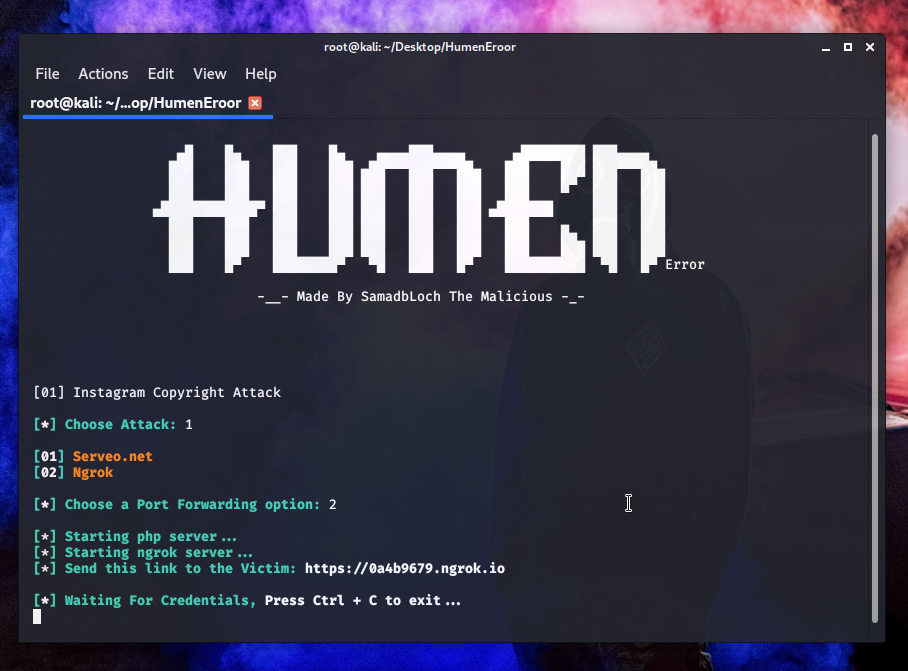 root@kali: ~/Desktop/HumenEroor
File Actions Edit View Help
root@kali: ~/...op/HumenEroor
HUMEN Error
-__- Made By SamadbLoch The Malicious -_-
[01] Instagram Copyright Attack
[*] Choose Attack: 1
[01] Serveo.net
[02] Ngrok
[*] Choose a Port Forwarding option: 2
[*] Starting php server...
[*] Starting ngrok server...
[*] Send this link to the Victim: https://0a4b9679.ngrok.io
[*] Waiting For Credentials, Press Ctrl + C to exit...